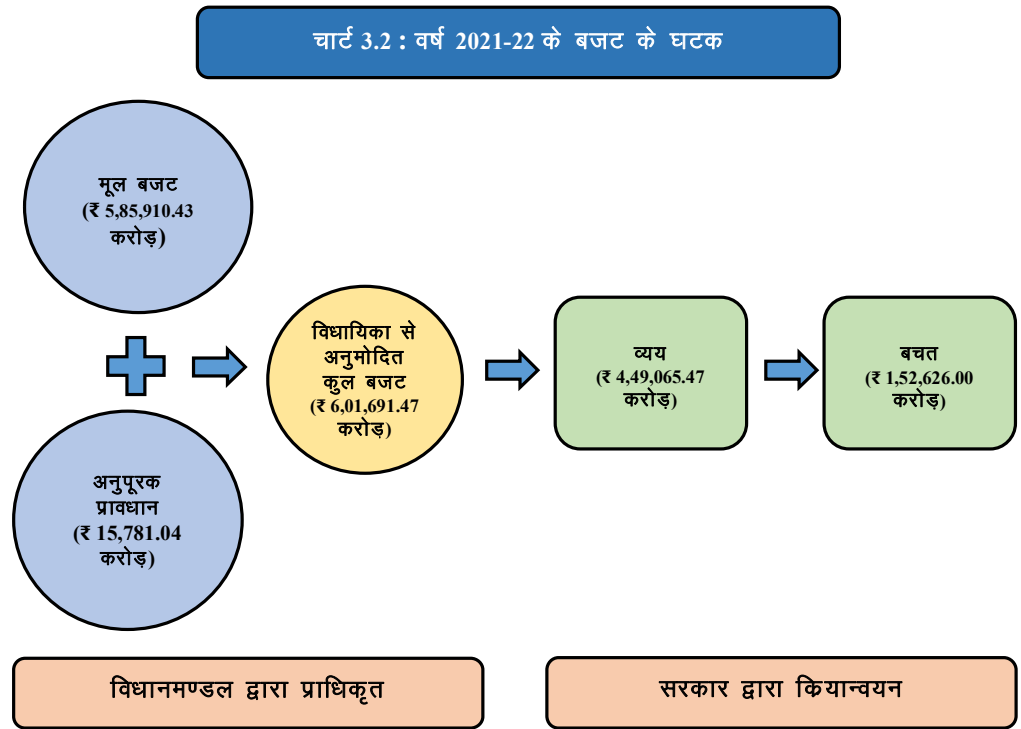 चार्ट 3.2 : वर्ष 2021-22 के बजट के घटक
मूल बजट
(₹ 5,85,910.43
करोड़)
अनुपूरक
प्रावधान
(₹ 15,781.04
करोड़)
विधायिका से
अनुमोदित
कुल बजट
(₹ 6,01,691.47
करोड़)
व्यय
(₹ 4,49,065.47
करोड़)
बचत
(₹ 1,52,626.00
करोड़)
विधानमण्डल द्वारा प्राधिकृत
सरकार द्वारा कियान्वयन